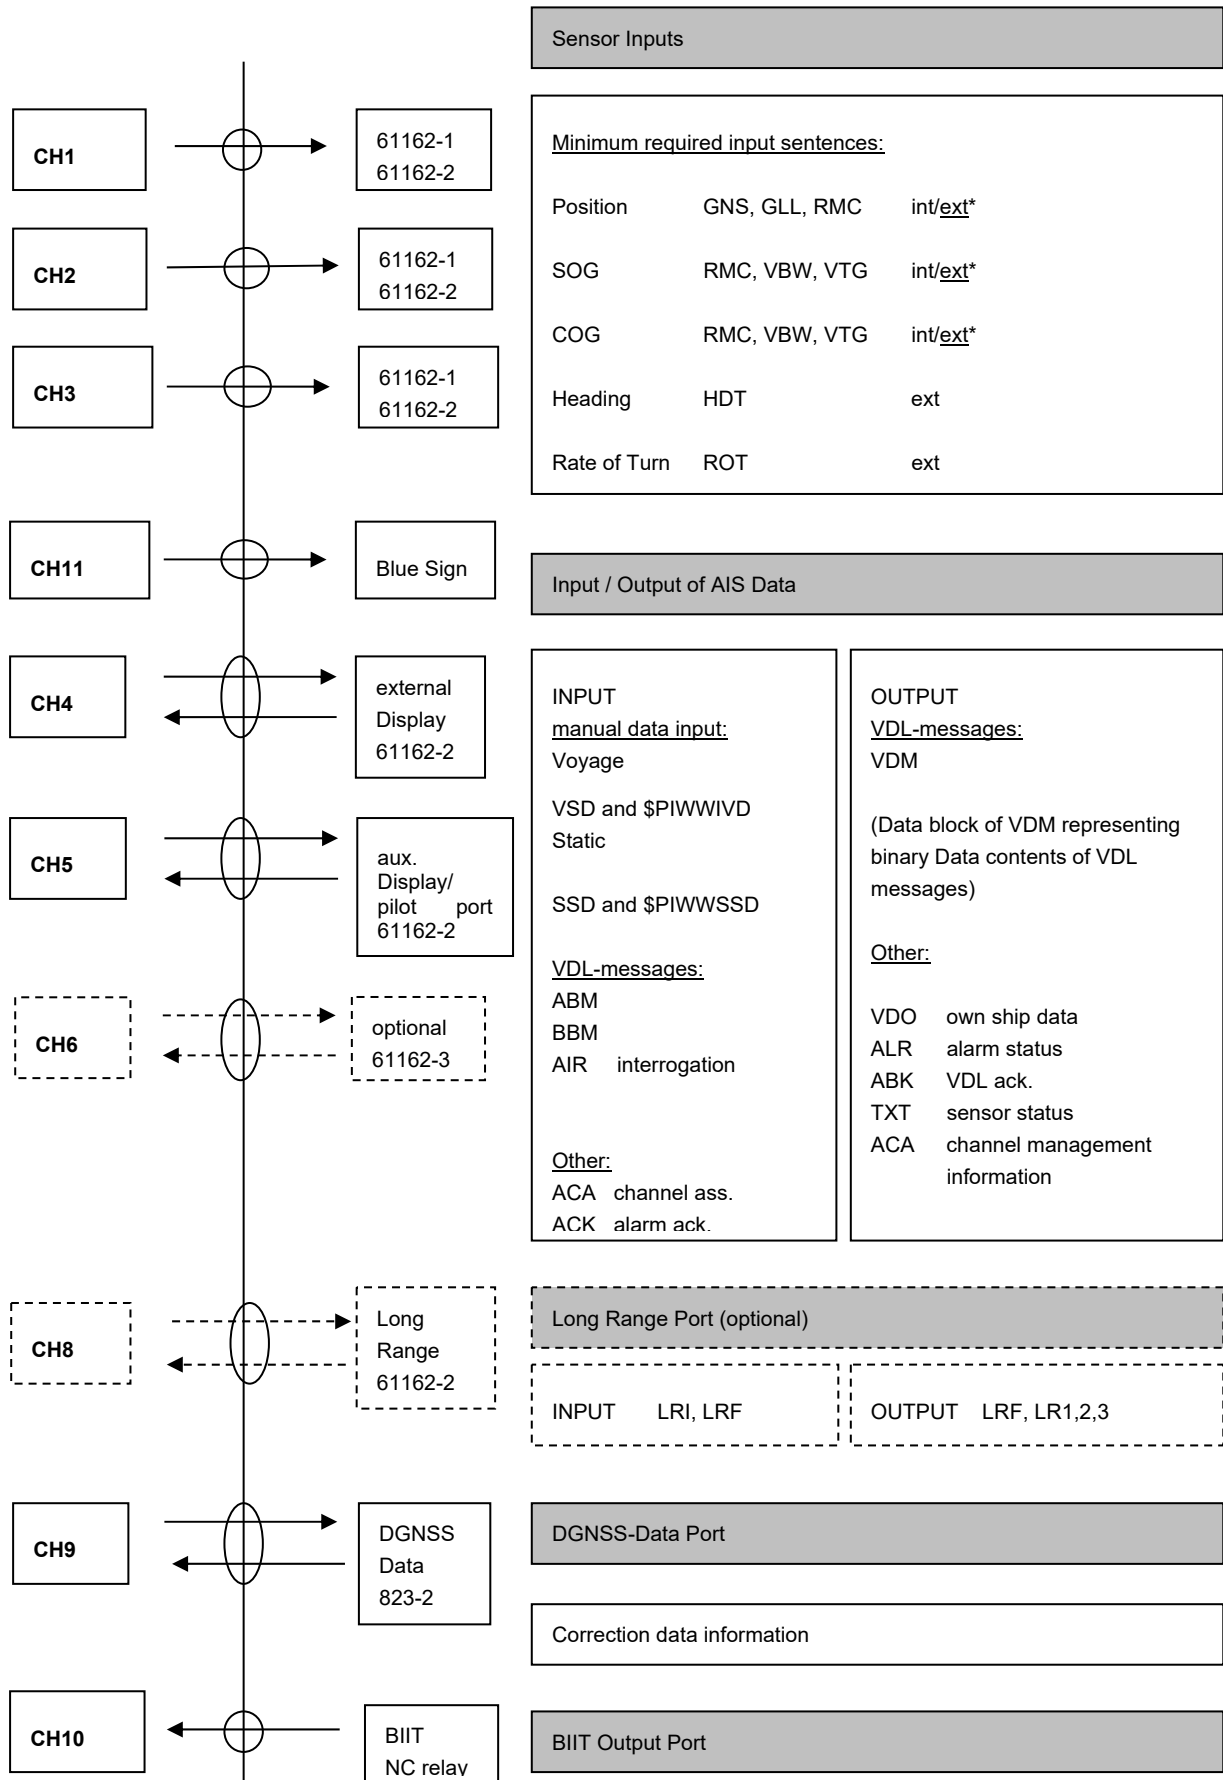 Sensor Inputs
CH1
61162-1
61162-2
Minimum required input sentences:
Position GNS, GLL, RMC int/ext*
SOG RMC, VBW, VTG int/ext*
COG RMC, VBW, VTG int/ext*
Heading HDT ext
Rate of Turn ROT ext
CH2
61162-1
61162-2
CH3
61162-1
61162-2
CH11
Blue Sign
Input / Output of AIS Data
CH4
external
Display
61162-2
CH5
aux.
Display/
pilot port
61162-2
CH6
optional
61162-3
INPUT
manual data input:
Voyage
VSD and $PIWWIVD
Static
SSD and $PIWWSSD
VDL-messages:
ABM
BBM
AIR interrogation
Other:
ACA channel ass.
ACK alarm ack.
OUTPUT
VDL-messages:
VDM
(Data block of VDM representing
binary Data contents of VDL
messages)
Other:
VDO own ship data
ALR alarm status
ABK VDL ack.
TXT sensor status
ACA channel management
information
CH8
Long
Range
61162-2
Long Range Port (optional)
INPUT LRI, LRF
OUTPUT LRF, LR1,2,3
CH9
DGNSS
Data
823-2
DGNSS-Data Port
Correction data information
CH10
BIIT
NC relay
BIIT Output Port